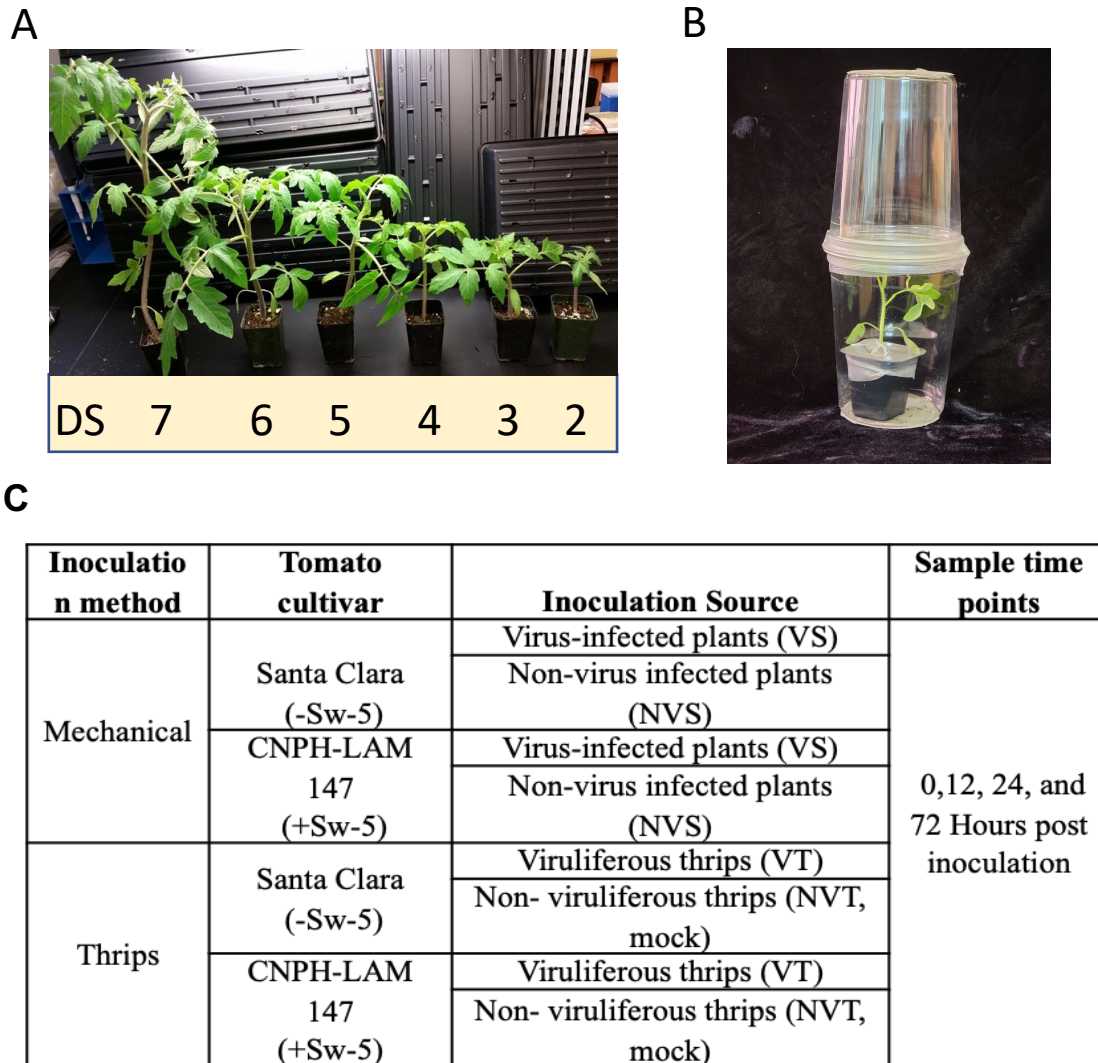 A
B
DS 7 6 5 4 3 2
C
Inoculatio
n method
Tomato
cultivar
Inoculation Source
Sample time
points
Mechanical
Santa Clara
(-Sw-5)
Virus-infected plants (VS)
Non-virus infected plants
(NVS)
CNPH-LAM
147
(+Sw-5)
Virus-infected plants (VS)
Non-virus infected plants
(NVS)
Thrips
Santa Clara
(-Sw-5)
Viruliferous thrips (VT)
Non- viruliferous thrips (NVT,
mock)
CNPH-LAM
147
(+Sw-5)
Viruliferous thrips (VT)
Non- viruliferous thrips (NVT,
mock)
0,12, 24, and
72 Hours post
inoculation